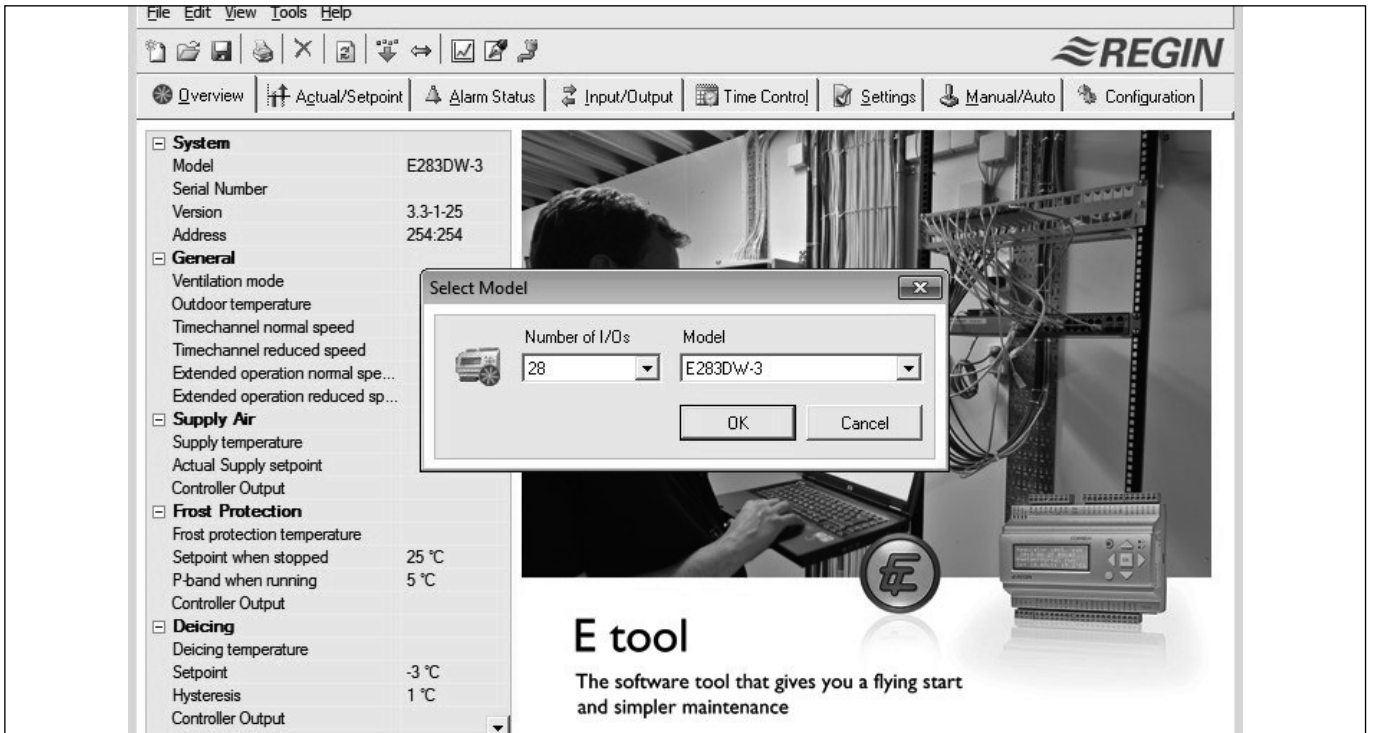 File Edit View Tools Help
REGIN
Overview Actual/Setpoint Alarm Status Input/Output Time Control Settings Manual/Auto Configuration
System
Model E283DW-3
Serial Number
Version 3.3-1-25
Address 254:254
General
Ventilation mode
Outdoor temperature
Timechannel normal speed
Timechannel reduced speed
Extended operation normal spe...
Extended operation reduced sp...
Supply Air
Supply temperature
Actual Supply setpoint
Controller Output
Frost Protection
Frost protection temperature
Setpoint when stopped 25 °C
P-band when running 5 °C
Controller Output
Deicing
Deicing temperature
Setpoint -3 °C
Hysteresis 1 °C
Controller Output
Select Model
Number of I/Os Model
28 E283DW-3
OK Cancel
E tool
The software tool that gives you a flying start
and simpler maintenance